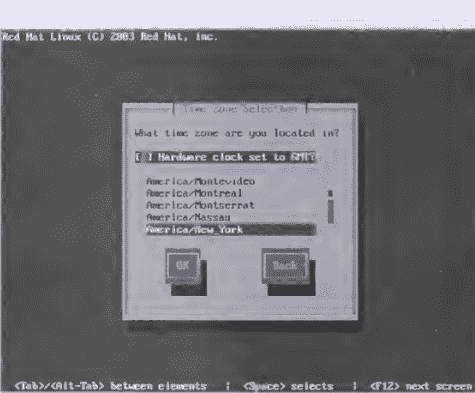 Red Hat Linux (C) 2003 Red Hat, Inc.
Time Zone Selection
What time zone are you located in?
[ ] Hardware clock set to GMT?
America/Montevideo
America/Montreal
America/Montserrat
America/Nassau
America/New_York
OK
Back
<Tab>/<Alt-Tab> between elements | <Space> selects | <F12> next screen